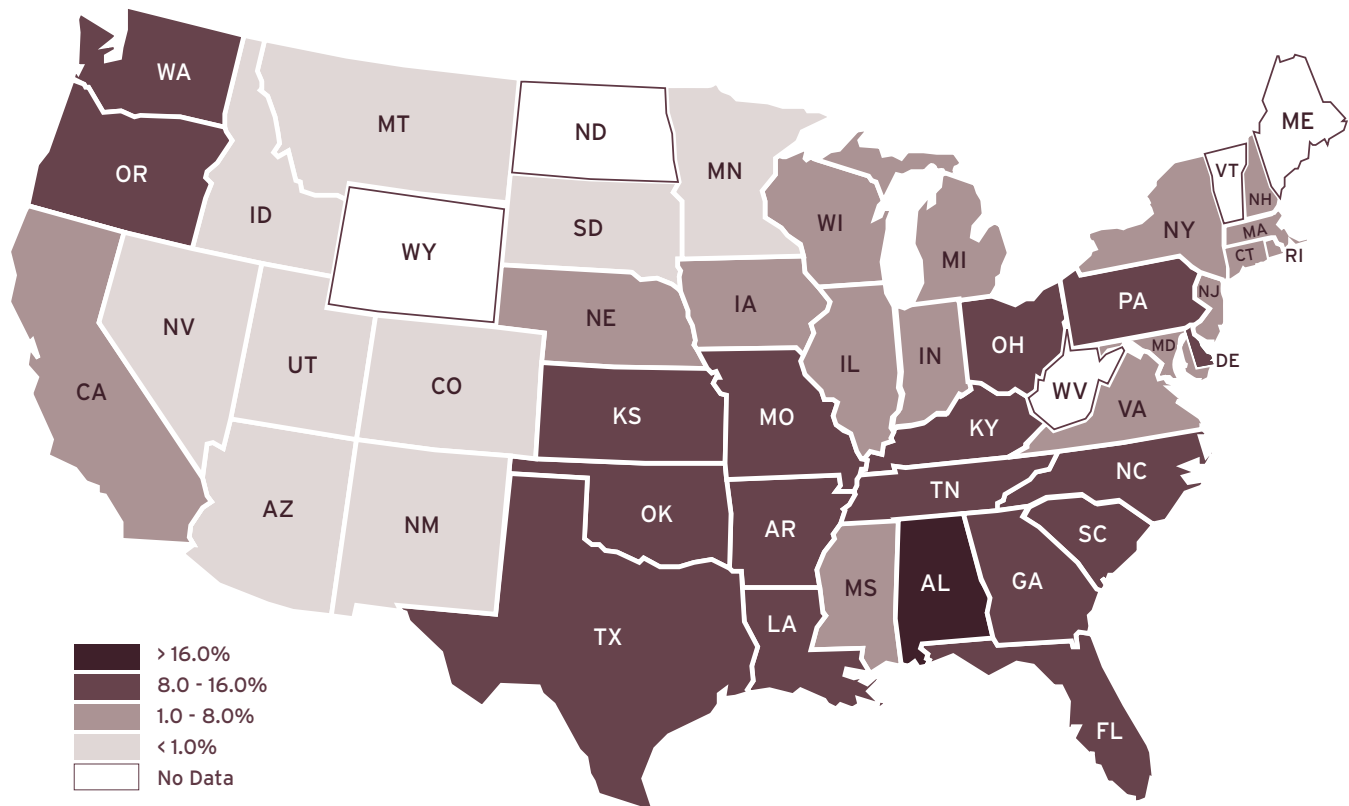 WA
MT
ND
MN
ME
VT
OR
ID
WY
SD
WI
MI
NY
NH
MA
CT
RI
NV
UT
CO
NE
IA
IL
IN
OH
PA
NJ
MD
DE
CA
KS
MO
KY
WV
VA
AZ
NM
OK
AR
TN
NC
SC
TX
LA
MS
AL
GA
FL
> 16.0%
8.0 - 16.0%
1.0 - 8.0%
< 1.0%
No Data